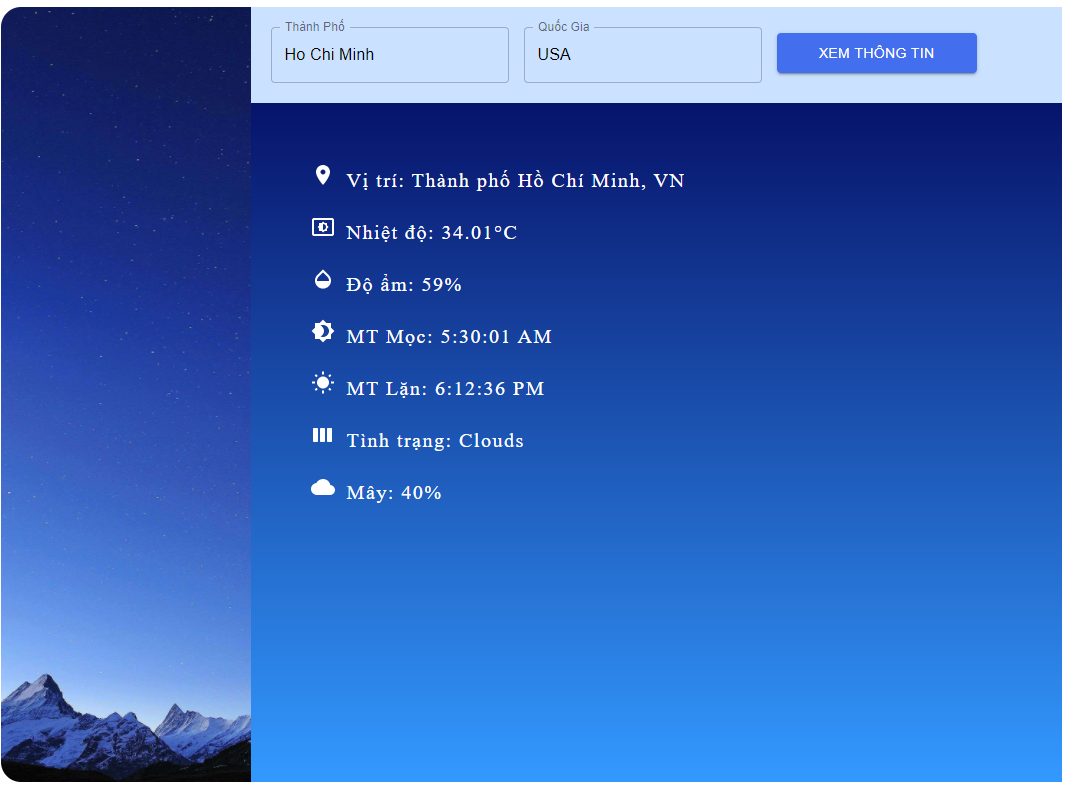 Thành Phố
Ho Chi Minh
Quốc Gia
USA
XEM THÔNG TIN
Vị trí: Thành phố Hồ Chí Minh, VN
Nhiệt độ: 34.01°C
Độ ẩm: 59%
MT Mọc: 5:30:01 AM
MT Lặn: 6:12:36 PM
Tình trạng: Clouds
Mây: 40%